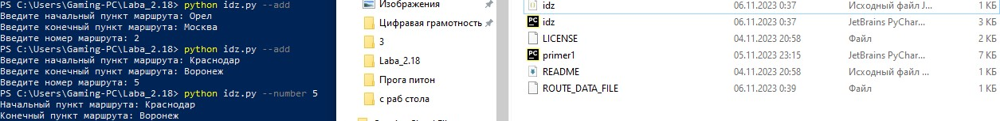 PS C:\Users\Gaming-PC\Laba_2.18> python idz.py --add
Введите начальный пункт маршрута: Орел
Введите конечный пункт маршрута: Москва
Введите номер маршрута: 2
PS C:\Users\Gaming-PC\Laba_2.18> python idz.py --add
Введите начальный пункт маршрута: Краснодар
Введите конечный пункт маршрута: Воронеж
Введите номер маршрута: 5
PS C:\Users\Gaming-PC\Laba_2.18> python idz.py --number 5
Начальный пункт маршрута: Краснодар
Конечный пункт маршрута: Воронеж
Изображения
Цифровая грамотность
3
Laba_2.18
Прога питон
с раб стола
idz 06.11.2023 0:37 Исходный файл J... 1 КБ
idz 06.11.2023 0:37 JetBrains PyChar... 3 КБ
LICENSE 04.11.2023 20:58 Файл 2 КБ
primer1 05.11.2023 23:15 JetBrains PyChar... 7 КБ
README 04.11.2023 20:58 Исходный файл ... 1 КБ
ROUTE_DATA_FILE 06.11.2023 0:39 Файл 1 КБ